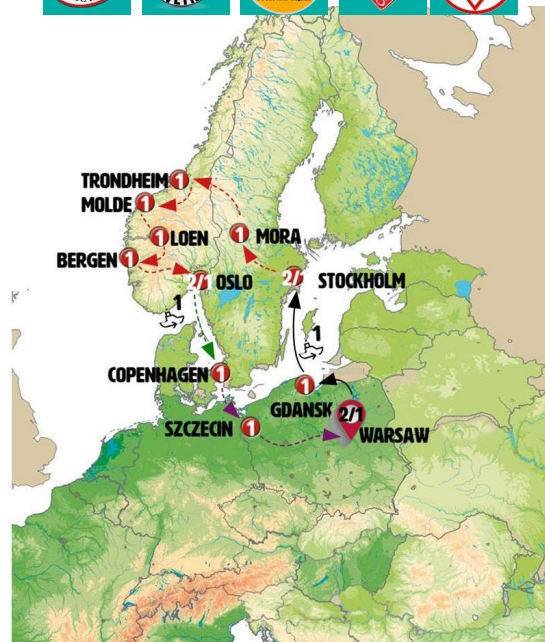 TRONDHEIM 1
MOLDE 1
1 LOEN
1 MORA
BERGEN 1
2/1 OSLO
2/1 STOCKHOLM
1
1
COPENHAGEN 1
1
GDANSK
2/1
SZCZECIN 1
WARSAW